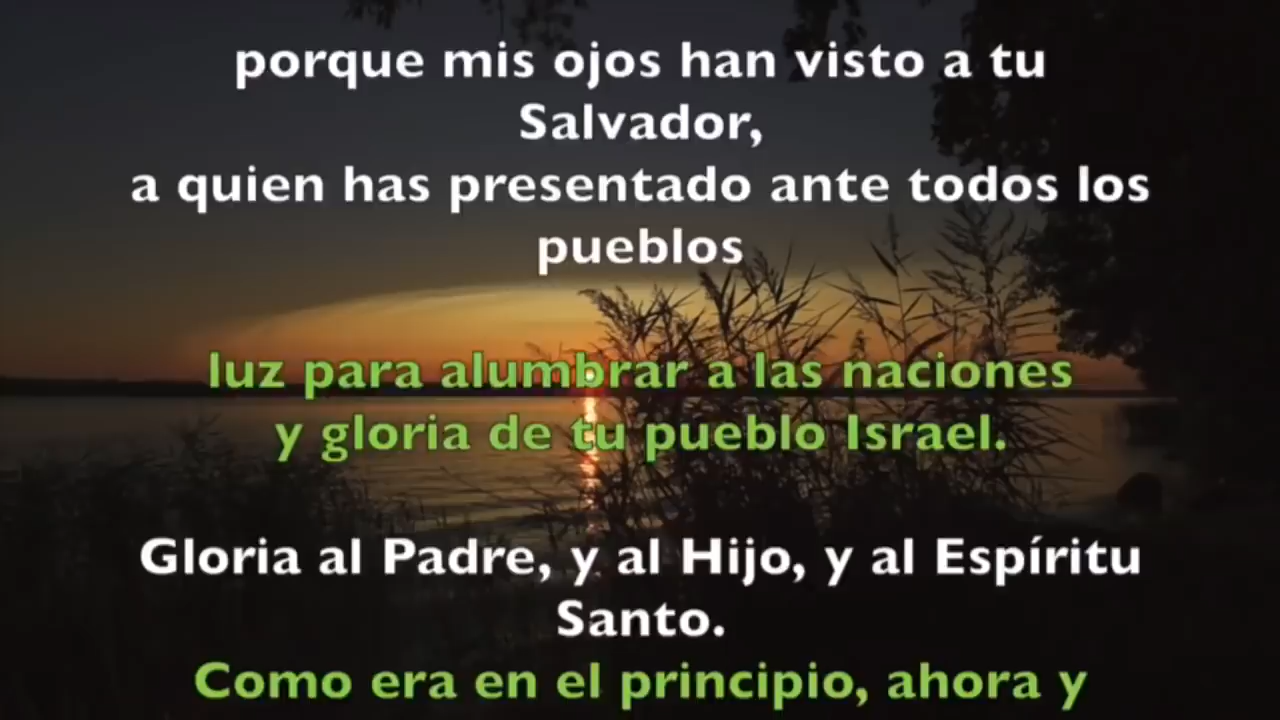 porque mis ojos han visto a tu
Salvador,
a quien has presentado ante todos los
pueblos
luz para alumbrar a las naciones
y gloria de tu pueblo Israel.
Gloria al Padre, y al Hijo, y al Espíritu
Santo.
Como era en el principio, ahora y